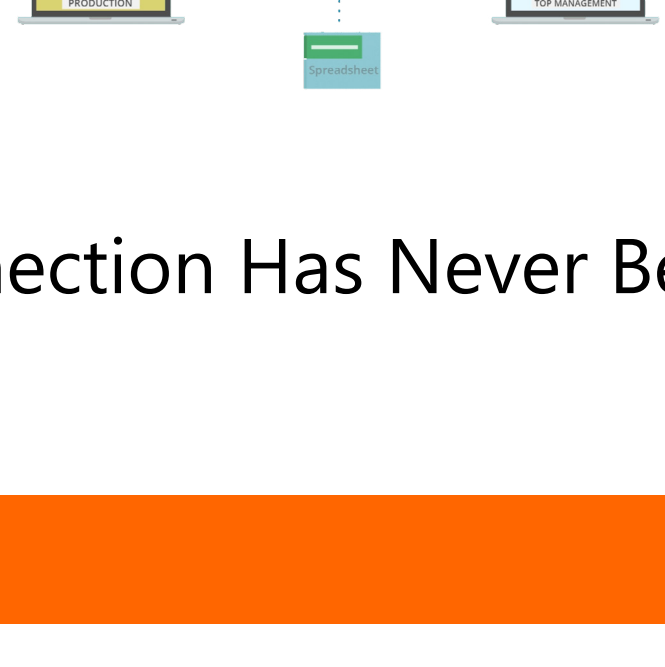 PRODUCTION
TOP MANAGEMENT
Spreadsheet
nection Has Never Be